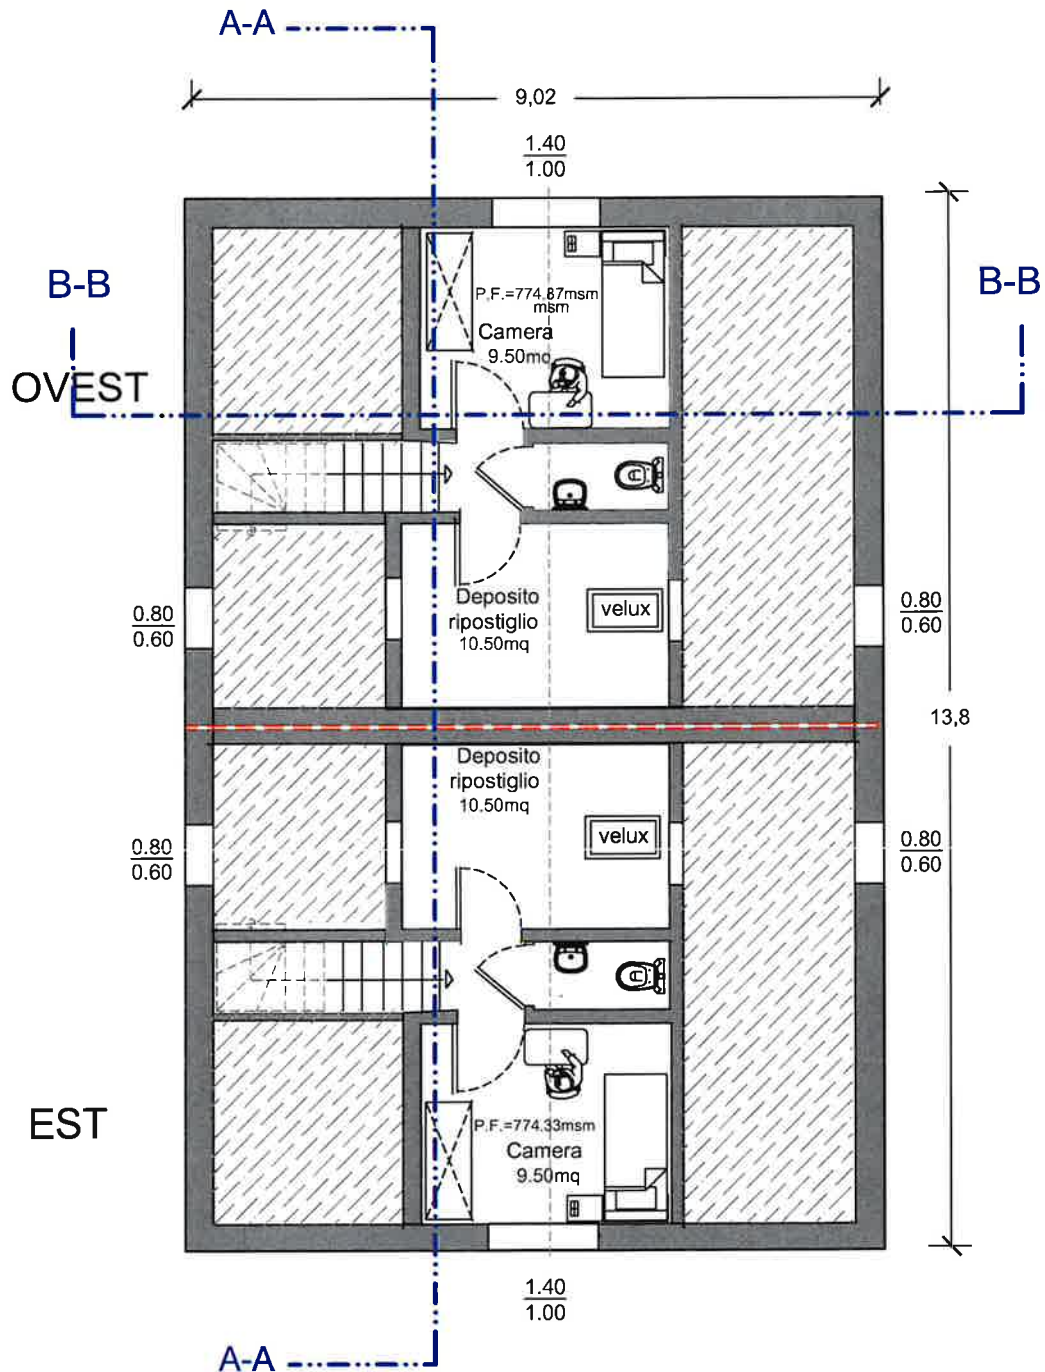 A-A
9,02
1.40
1.00
B-B
B-B
P.F.=774.87msm
msm
Camera
9.50mq
OVEST
Deposito
ripostiglio
10.50mq
velux
0.80
0.60
0.80
0.60
13,8
Deposito
ripostiglio
10.50mq
velux
0.80
0.60
0.80
0.60
EST
P.F.=774.33msm
Camera
9.50mq
1.40
1.00
A-A